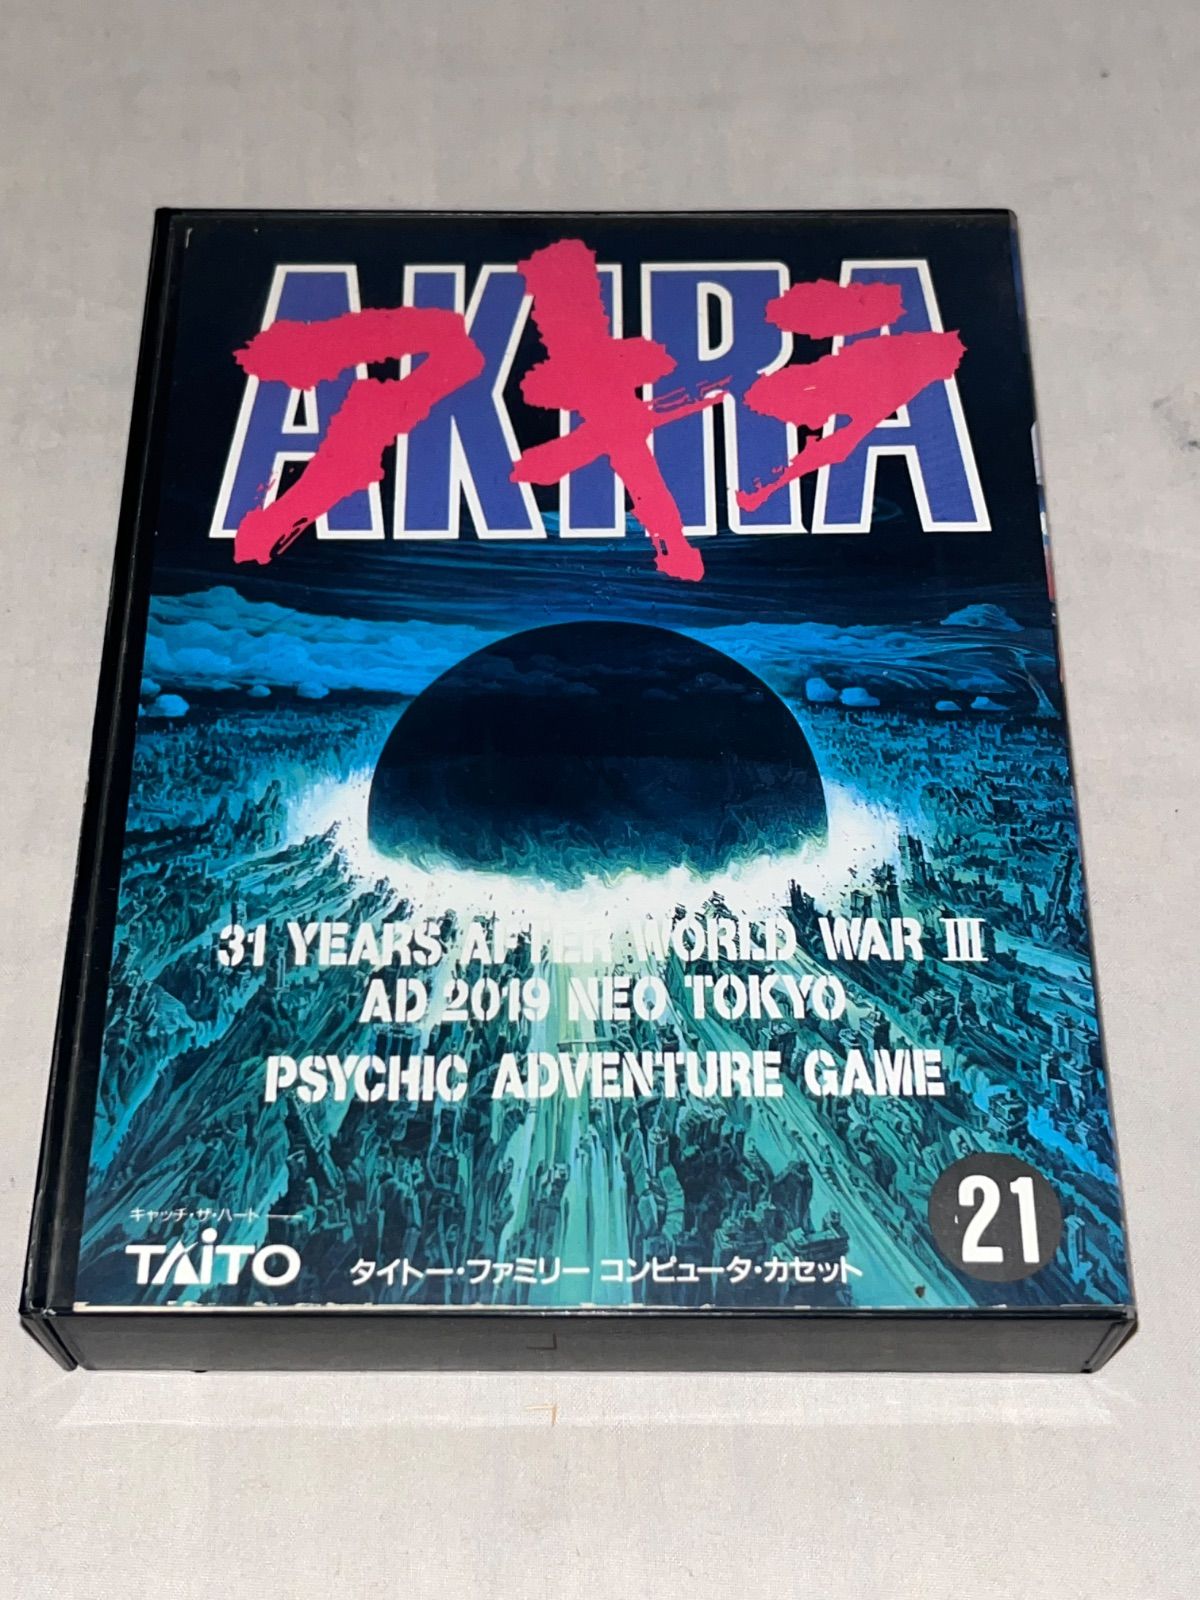 AKIRA
アキラ
31 YEARS AFTER WORLD WAR III
AD 2019 NEO TOKYO
PSYCHIC ADVENTURE GAME
21
キャッチ・ザ・ハート
TAITO
タイトー・ファミリー コンピュータ・カセット